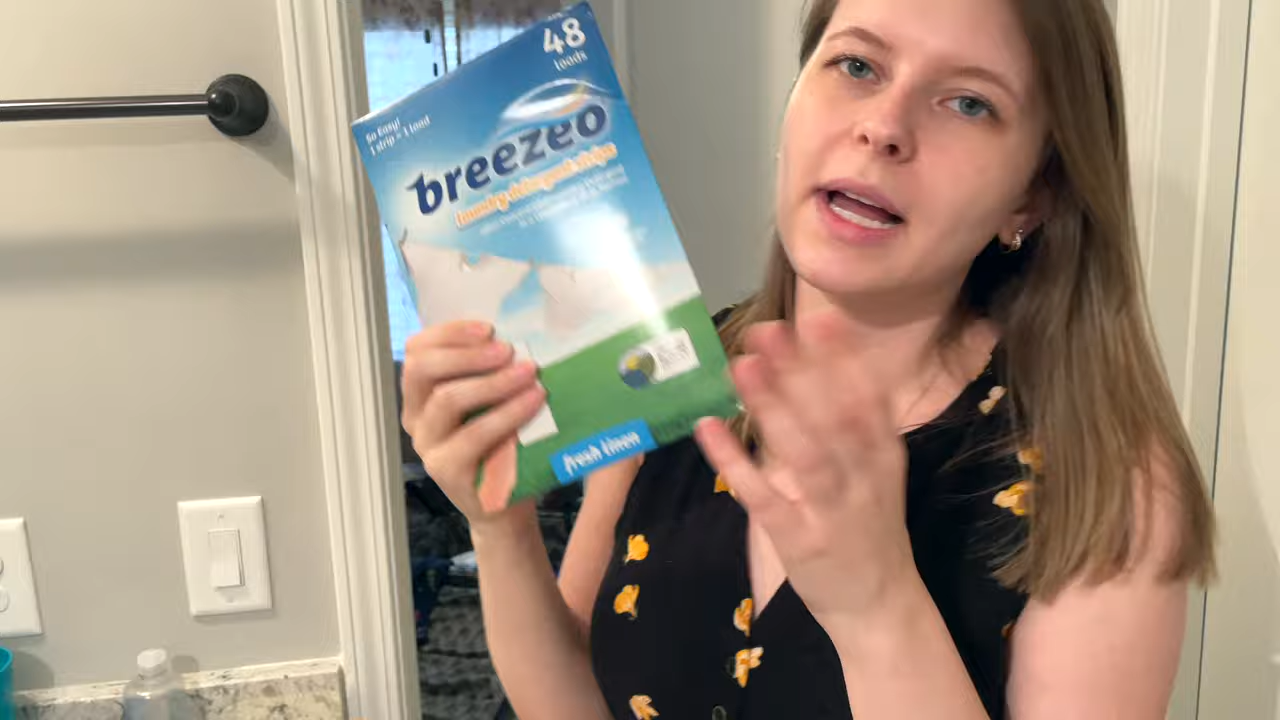 48
loads
So Easy!
1 strip = 1 load
breezeo
laundry detergent strips
fresh linen